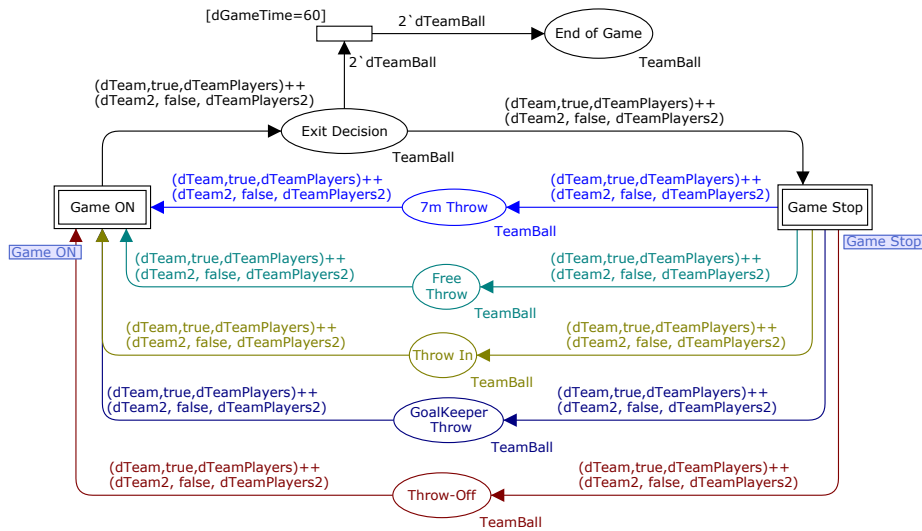 [dGameTime=60]
2`dTeamBall
End of Game
TeamBall
2`dTeamBall
(dTeam,true,dTeamPlayers)++
(dTeam2, false, dTeamPlayers2)
Exit Decision
TeamBall
(dTeam,true,dTeamPlayers)++
(dTeam2, false, dTeamPlayers2)
Game ON
Game ON
(dTeam,true,dTeamPlayers)++
(dTeam2, false, dTeamPlayers2)
7m Throw
TeamBall
(dTeam,true,dTeamPlayers)++
(dTeam2, false, dTeamPlayers2)
Game Stop
Game Stop
(dTeam,true,dTeamPlayers)++
(dTeam2, false, dTeamPlayers2)
Free
Throw
TeamBall
(dTeam,true,dTeamPlayers)++
(dTeam2, false, dTeamPlayers2)
(dTeam,true,dTeamPlayers)++
(dTeam2, false, dTeamPlayers2)
Throw In
TeamBall
(dTeam,true,dTeamPlayers)++
(dTeam2, false, dTeamPlayers2)
(dTeam,true,dTeamPlayers)++
(dTeam2, false, dTeamPlayers2)
GoalKeeper
Throw
TeamBall
(dTeam,true,dTeamPlayers)++
(dTeam2, false, dTeamPlayers2)
(dTeam,true,dTeamPlayers)++
(dTeam2, false, dTeamPlayers2)
Throw-Off
TeamBall
(dTeam,true,dTeamPlayers)++
(dTeam2, false, dTeamPlayers2)